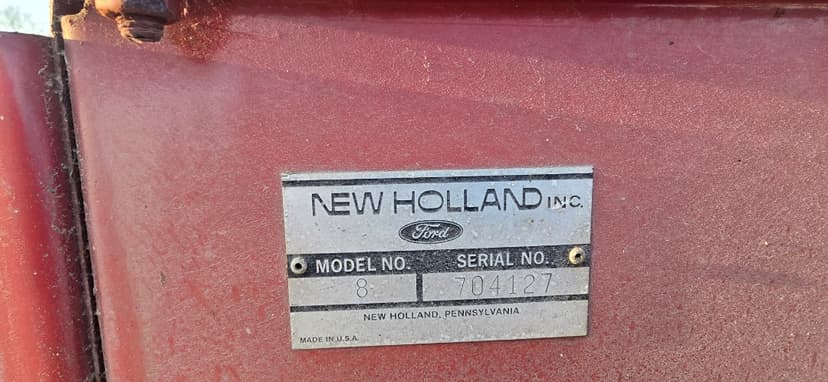 NEW HOLLAND INC.
Ford
MODEL NO. SERIAL NO.
8 704127
NEW HOLLAND, PENNSYLVANIA
MADE IN U.S.A.